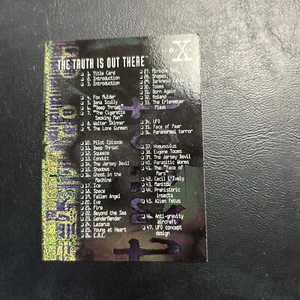 THE TRUTH IS OUT THERE™
X
1. Title Card
2. Introduction
3. Introduction
4. Fox Mulder
5. Dana Scully
6. "Deep Throat"
7. "The Cigarette
Smoking Man"
8. Walter Skinner
9. The Lone Gunmen
10. Pilot Episode
11. Deep Throat
12. Squeeze
13. Conduit
14. The Jersey Devil
15. Shadows
16. Ghost in the
Machine
17. Ice
18. Space
19. Fallen Angel
20. Eve
21. Fire
22. Beyond the Sea
23. GenderBender
24. Lazarus
25. Young at Heart
26. E.B.E.
27. Miracle
28. Shapes
29. Darkness
30. Tooms
31. Born Again
32. Roland
33. The Erlenmeyer
Flask
34. UFO
35. Face of Fear
36. Paranormal Terror
37. Homunculus
38. Eugene Tooms
39. The Jersey Devil
40. Parasitic Worms
41. The "Face of
Mars"
42. Cecil L'Ively
43. Manitou
44. Prehistoric
insects
45. Alien Fetus
46. Anti-gravity
aircraft
47. UFO concept
design